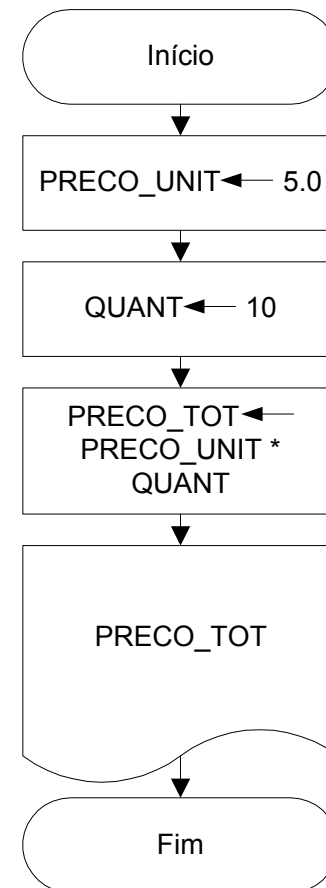 Início
PRECO_UNIT 5.0
QUANT 10
PRECO_TOT
PRECO_UNIT *
QUANT
PRECO_TOT
Fim